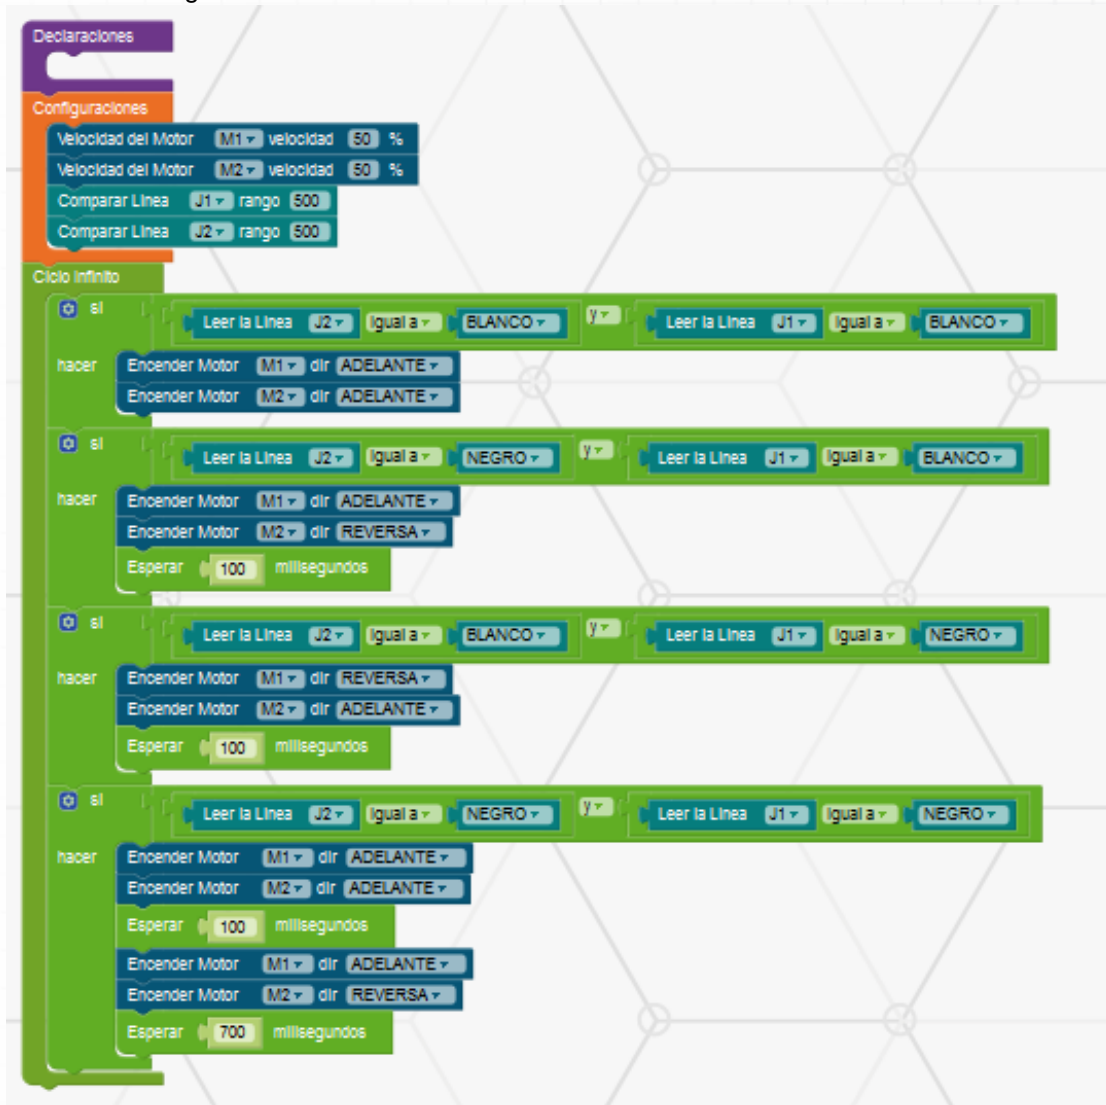 Declaraciones
Configuraciones
Velocidad del Motor M1 velocidad 50 %
Velocidad del Motor M2 velocidad 50 %
Comparar Linea J1 rango 500
Comparar Linea J2 rango 500
Ciclo Infinito
si Leer la Linea J2 Igual a BLANCO y Leer la Linea J1 Igual a BLANCO
hacer Encender Motor M1 dir ADELANTE
Encender Motor M2 dir ADELANTE
si Leer la Linea J2 Igual a NEGRO y Leer la Linea J1 Igual a BLANCO
hacer Encender Motor M1 dir ADELANTE
Encender Motor M2 dir REVERSA
Esperar 100 milisegundos
si Leer la Linea J2 Igual a BLANCO y Leer la Linea J1 Igual a NEGRO
hacer Encender Motor M1 dir REVERSA
Encender Motor M2 dir ADELANTE
Esperar 100 milisegundos
si Leer la Linea J2 Igual a NEGRO y Leer la Linea J1 Igual a NEGRO
hacer Encender Motor M1 dir ADELANTE
Encender Motor M2 dir ADELANTE
Esperar 100 milisegundos
Encender Motor M1 dir ADELANTE
Encender Motor M2 dir REVERSA
Esperar 700 milisegundos